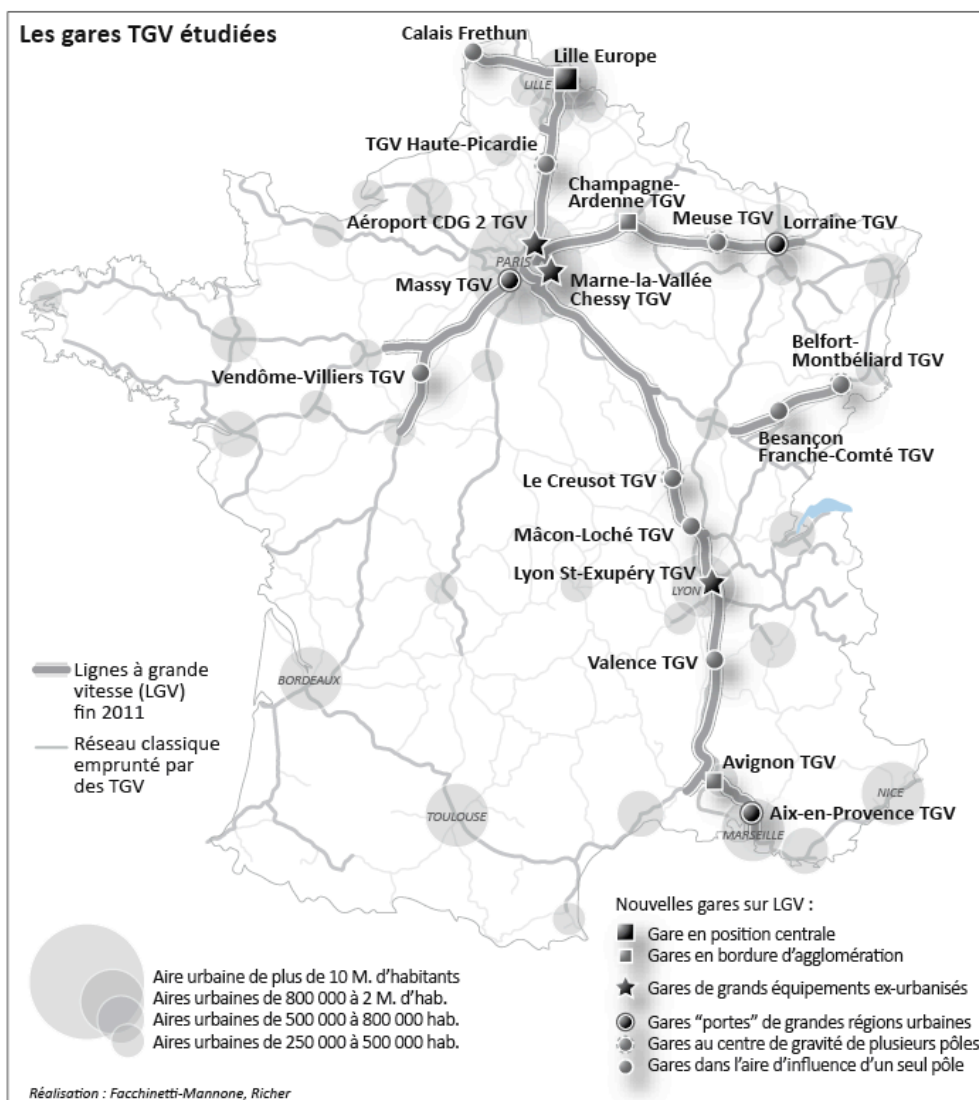 Les gares TGV étudiées
Calais Frethun
Lille Europe
LILLE
TGV Haute-Picardie
Champagne-
Ardenne TGV
Meuse TGV
Lorraine TGV
Aéroport CDG 2 TGV
PARIS
Massy TGV
Marne-la-Vallée
Chessy TGV
Belfort-
Montbéliard TGV
Vendôme-Villiers TGV
Besançon
Franche-Comté TGV
Le Creusot TGV
Mâcon-Loché TGV
Lyon St-Exupéry TGV
LYON
Valence TGV
BORDEAUX
Avignon TGV
NICE
Aix-en-Provence TGV
MARSEILLE
TOULOUSE
Lignes à grande
vitesse (LGV)
fin 2011
Réseau classique
emprunté par
des TGV
Aire urbaine de plus de 10 M. d'habitants
Aires urbaines de 800 000 à 2 M. d'hab.
Aires urbaines de 500 000 à 800 000 hab.
Aires urbaines de 250 000 à 500 000 hab.
Nouvelles gares sur LGV :
Gare en position centrale
Gares en bordure d'agglomération
Gares de grands équipements ex-urbanisés
Gares "portes" de grandes régions urbaines
Gares au centre de gravité de plusieurs pôles
Gares dans l'aire d'influence d'un seul pôle
Réalisation : Facchinetti-Mannone, Richer